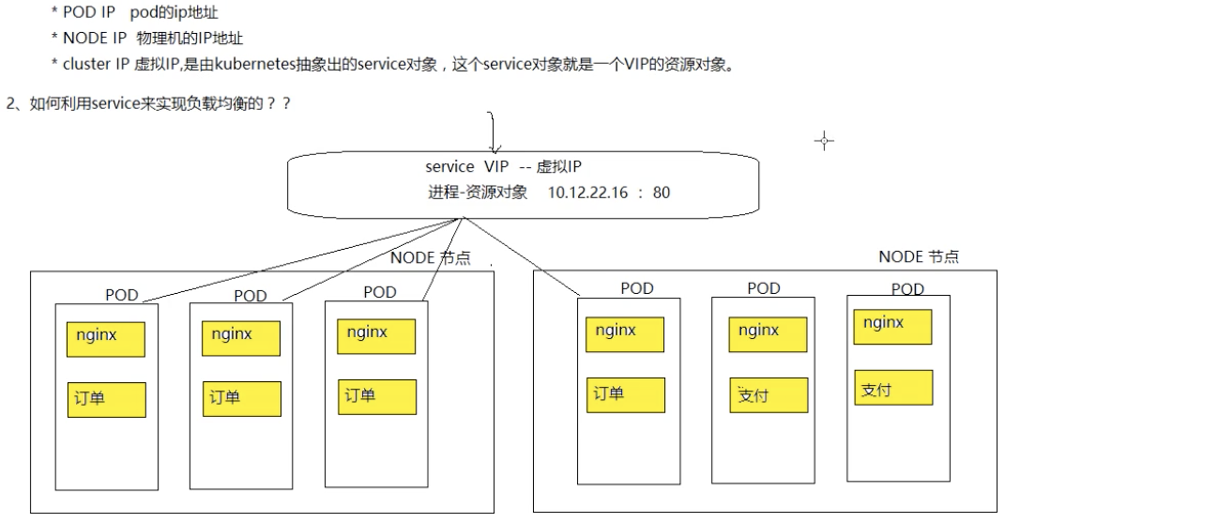 * POD IP pod的ip地址
* NODE IP 物理机的IP地址
* cluster IP 虚拟IP,是由kubernetes抽象出的service对象，这个service对象就是一个VIP的资源对象。
2、如何利用service来实现负载均衡的？？
service VIP -- 虚拟IP
进程-资源对象 10.12.22.16 : 80
NODE 节点
POD
nginx
订单
POD
nginx
订单
POD
nginx
订单
NODE 节点
POD
nginx
订单
POD
nginx
支付
POD
nginx
支付